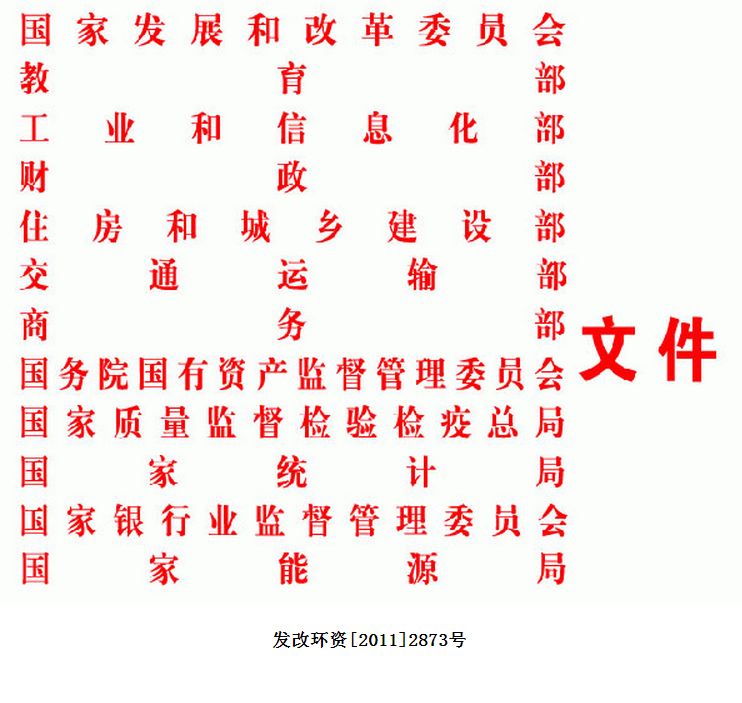 国家发展和改革委员会
教育部
工业和信息化部
财政部
住房和城乡建设部
交通运输部
商务部
国务院国有资产监督管理委员会
国家质量监督检验检疫总局
国家统计局
国家银行业监督管理委员会
国家能源局
文件
发改环资[2011]2873号